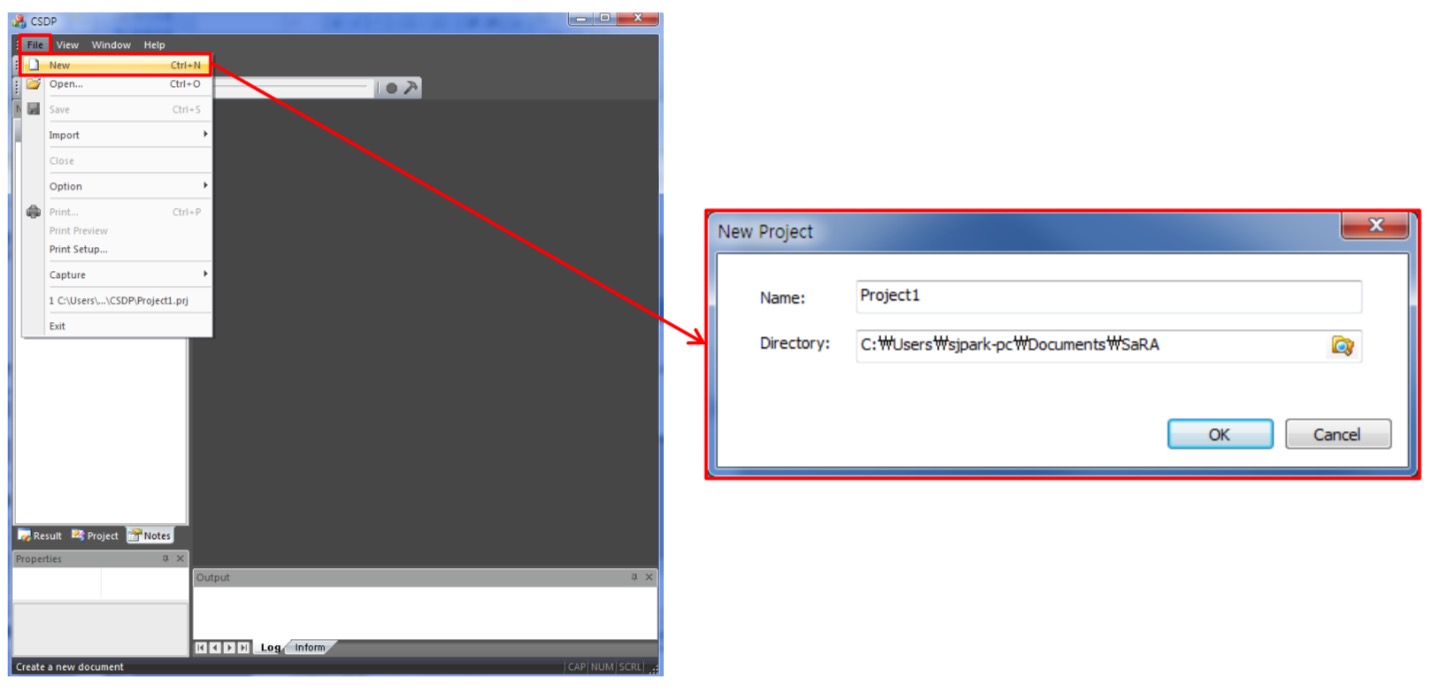 CSDP
File View Window Help
New Ctrl+N
Open... Ctrl+O
Save Ctrl+S
Import
Close
Option
Print... Ctrl+P
Print Preview
Print Setup...
Capture
1 C:\Users\...\CSDP\Project1.prj
Exit
Result Project Notes
Properties
Output
Log Inform
Create a new document
CAP NUM SCRL
New Project
Name: Project1
Directory: C:₩Users₩sjpark-pc₩Documents₩SaRA
OK Cancel